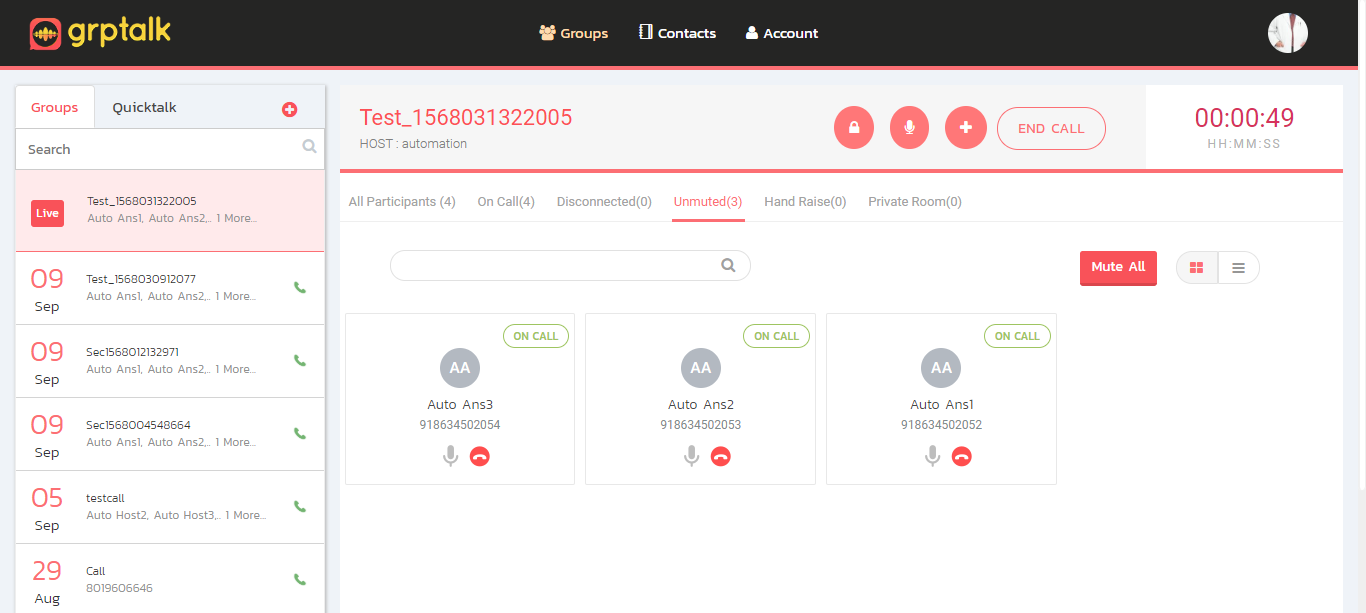 grptalk
Groups
Contacts
Account
Groups
Quicktalk
Search
Live
Test_1568031322005
Auto Ans1, Auto Ans2,.. 1 More...
09
Sep
Test_1568030912077
Auto Ans1, Auto Ans2,.. 1 More...
09
Sep
Sec1568012132971
Auto Ans1, Auto Ans2,.. 1 More...
09
Sep
Sec1568004548664
Auto Ans1, Auto Ans2,.. 1 More...
05
Sep
testcall
Auto Host2, Auto Host3,.. 1 More...
29
Aug
Call
8019606646
Test_1568031322005
HOST : automation
END CALL
00:00:49
HH:MM:SS
All Participants (4)
On Call(4)
Disconnected(0)
Unmuted(3)
Hand Raise(0)
Private Room(0)
Mute All
ON CALL
AA
Auto Ans3
918634502054
ON CALL
AA
Auto Ans2
918634502053
ON CALL
AA
Auto Ans1
918634502052